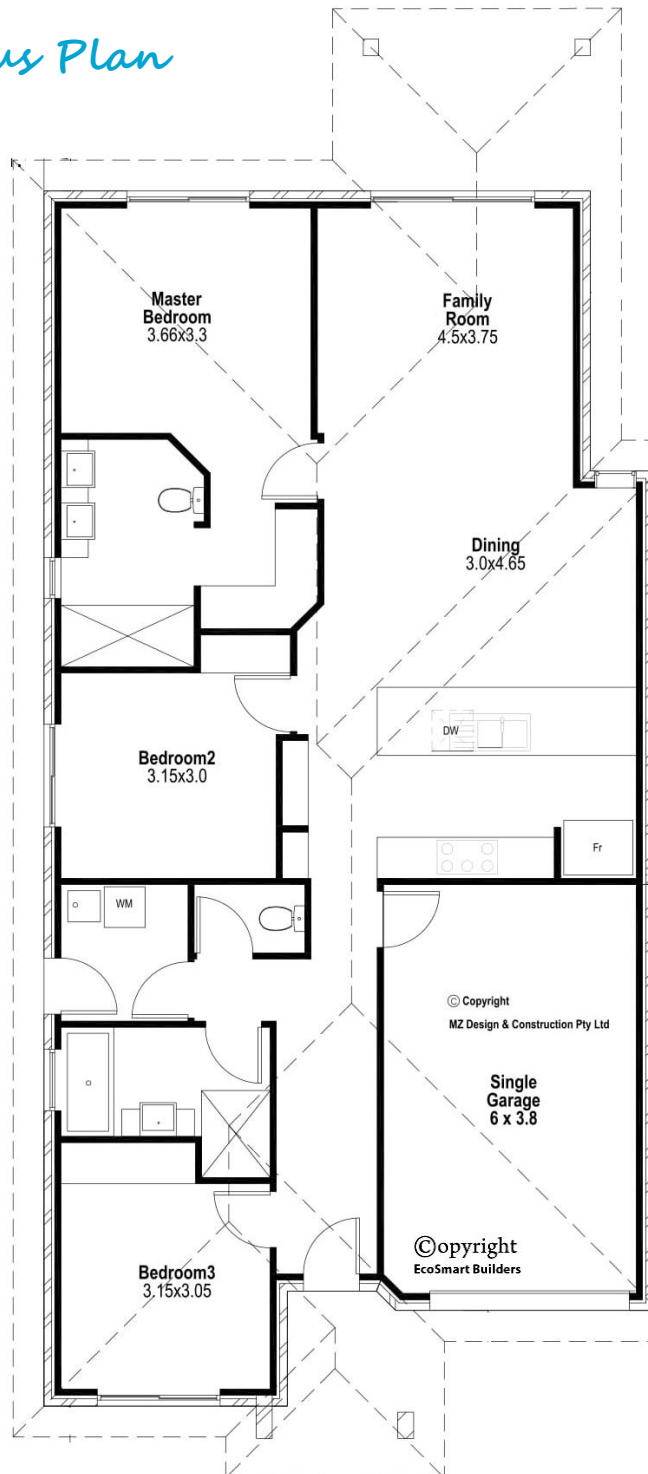 us Plan
Master
Bedroom
3.66x3.3
Family
Room
4.5x3.75
Dining
3.0x4.65
DW
Bedroom2
3.15x3.0
Fr
WM
© Copyright
MZ Design & Construction Pty Ltd
Single
Garage
6 x 3.8
©opyright
EcoSmart Builders
Bedroom3
3.15x3.05